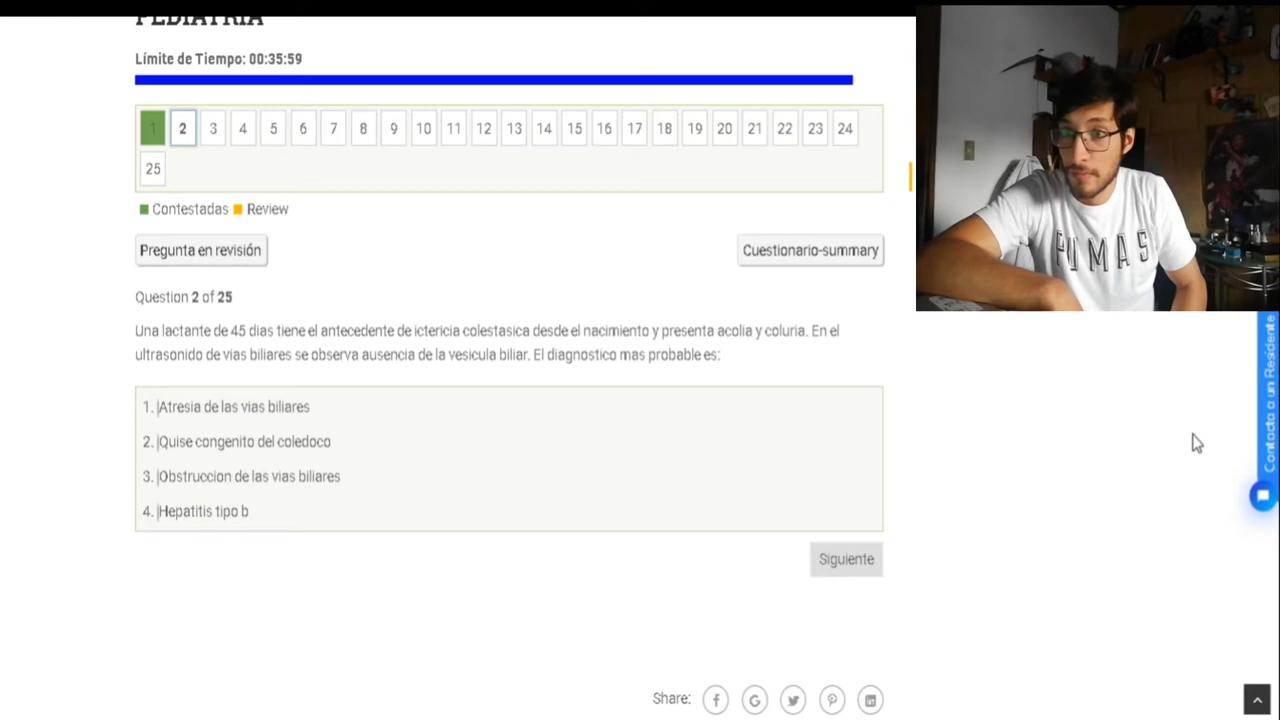 PEDIATRIA
Límite de Tiempo: 00:35:59
1 2 3 4 5 6 7 8 9 10 11 12 13 14 15 16 17 18 19 20 21 22 23 24
25
Contestadas Review
Pregunta en revisión
Cuestionario-summary
Question 2 of 25
Una lactante de 45 dias tiene el antecedente de ictericia colestasica desde el nacimiento y presenta acolia y coluria. En el
ultrasonido de vias biliares se observa ausencia de la vesicula biliar. El diagnostico mas probable es:
1. Atresia de las vias biliares
2. Quise congenito del coledoco
3. Obstruccion de las vias biliares
4. Hepatitis tipo b
Siguiente
Share:
PUMAS
Contacta a un Residente